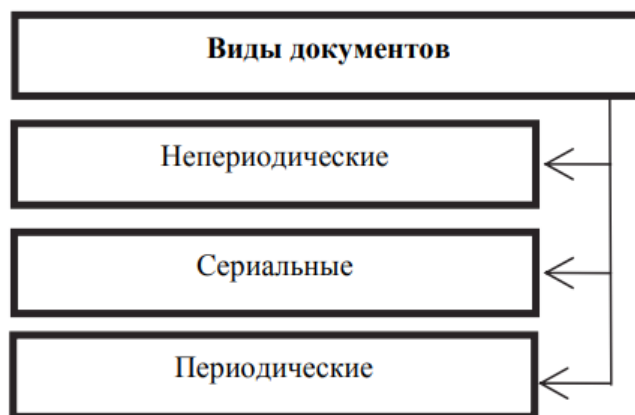 Виды документов
Непериодические
Сериальные
Периодические